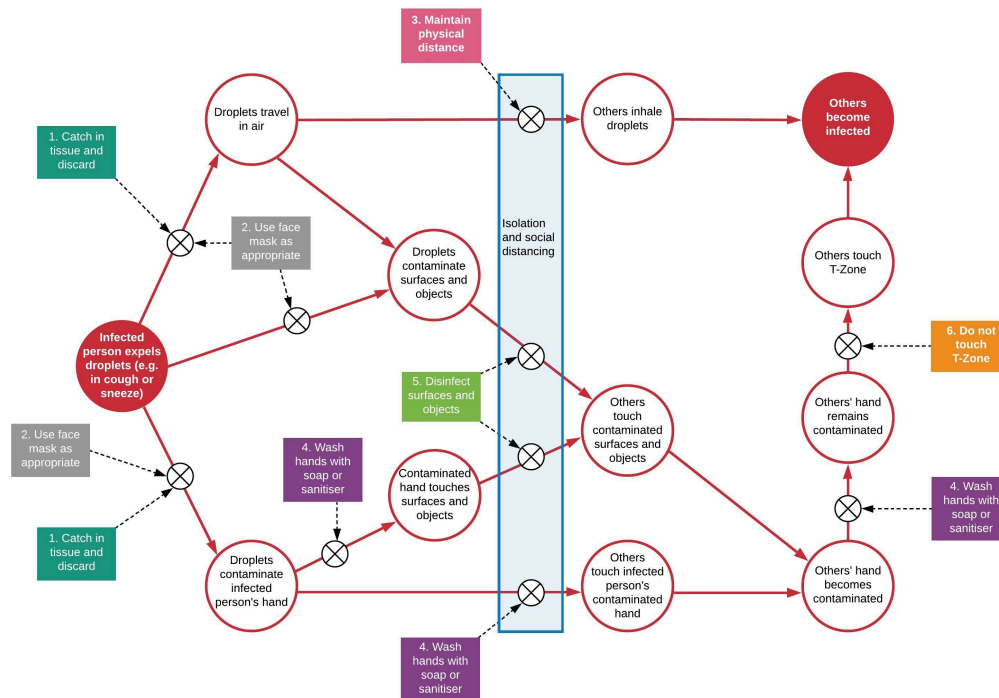 3. Maintain
physical
distance
Droplets travel
in air
Others inhale
droplets
Others
become
infected
1. Catch in
tissue and
discard
2. Use face
mask as
appropriate
Isolation
and social
distancing
Droplets
contaminate
surfaces and
objects
Others touch
T-Zone
Infected
person expels
droplets (e.g.
in cough or
sneeze)
6. Do not
touch
T-Zone
5. Disinfect
surfaces and
objects
Others' hand
remains
contaminated
Others
touch
contaminated
surfaces and
objects
2. Use face
mask as
appropriate
4. Wash
hands with
soap or
sanitiser
Contaminated
hand touches
surfaces and
objects
4. Wash
hands with
soap or
sanitiser
1. Catch in
tissue and
discard
Droplets
contaminate
infected
person's hand
Others
touch infected
person's
contaminated
hand
Others' hand
becomes
contaminated
4. Wash
hands with
soap or
sanitiser